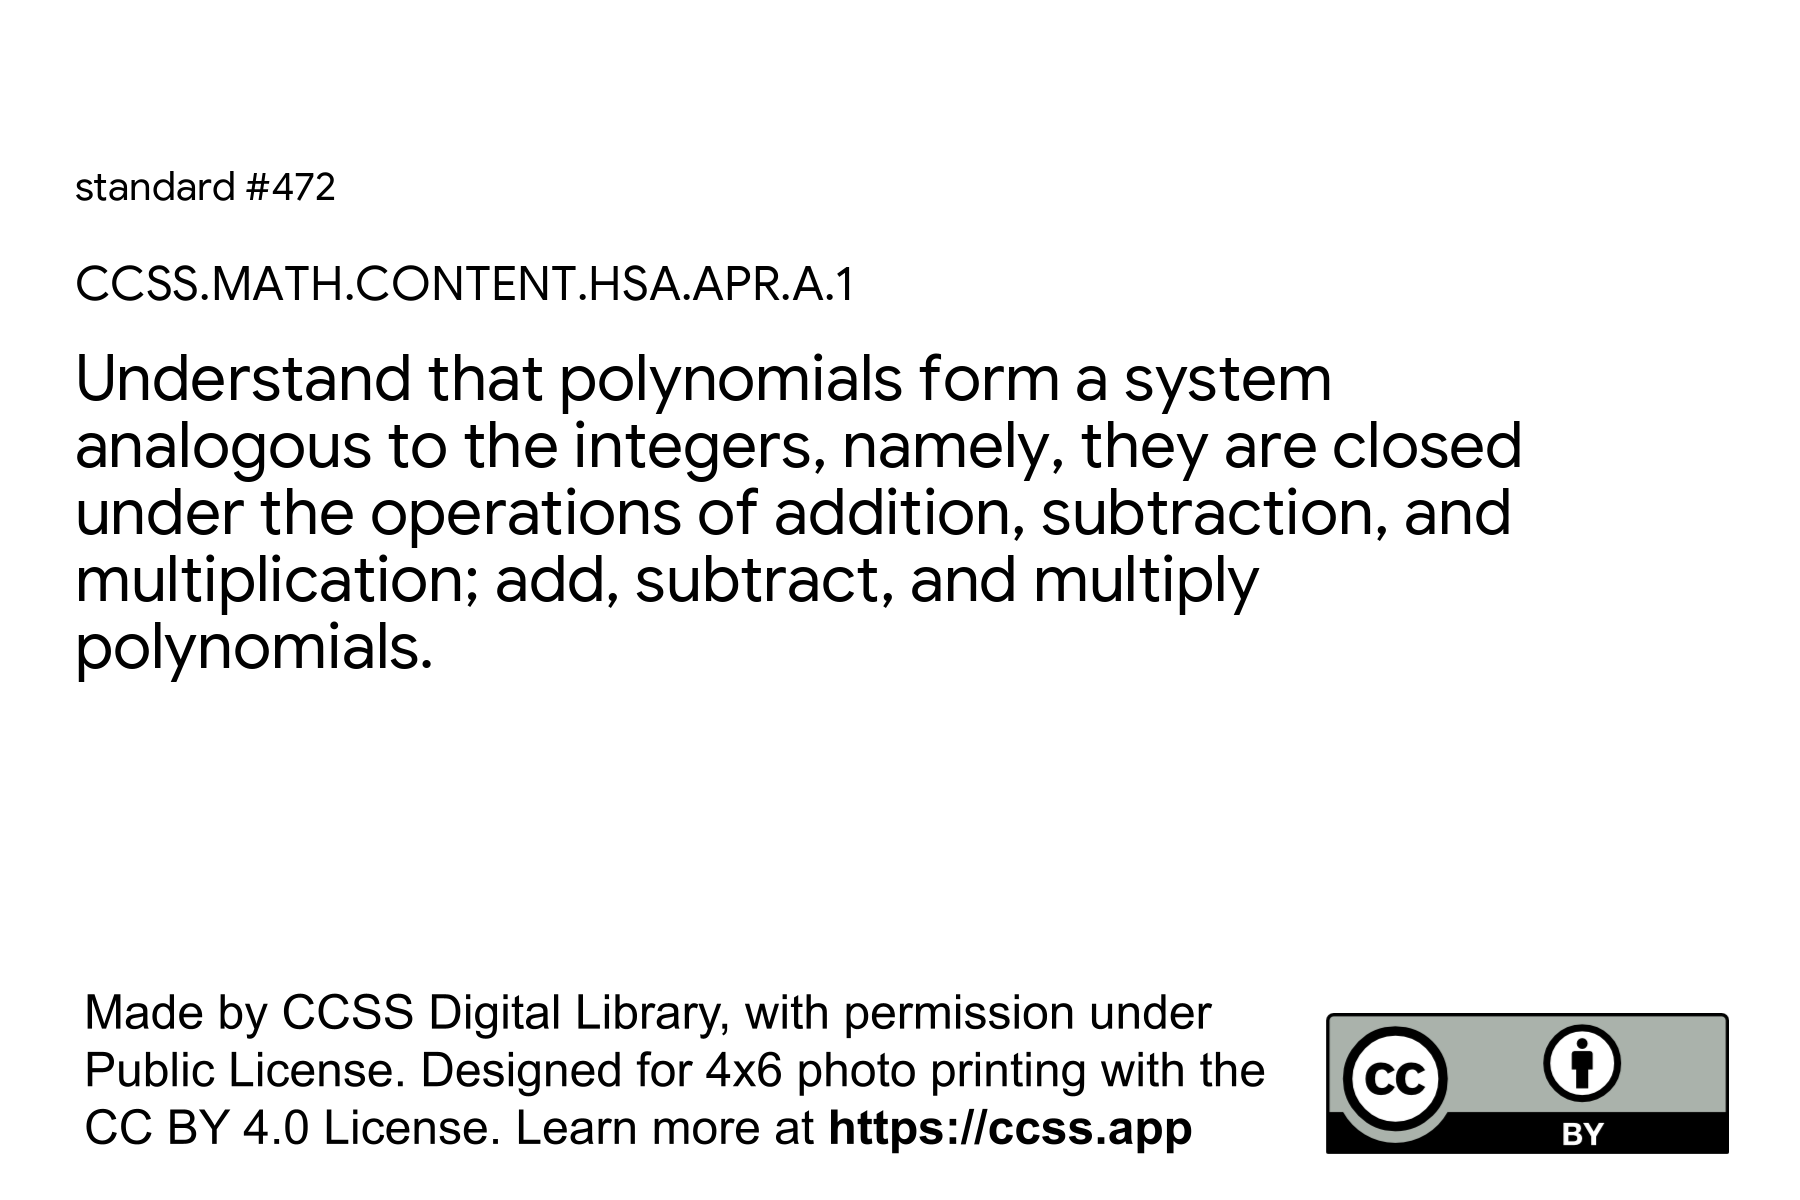 standard #472
CCSS.MATH.CONTENT.HSA.APR.A.1
Understand that polynomials form a system
analogous to the integers, namely, they are closed
under the operations of addition, subtraction, and
multiplication; add, subtract, and multiply
polynomials.
Made by CCSS Digital Library, with permission under
Public License. Designed for 4x6 photo printing with the
CC BY 4.0 License. Learn more at https://ccss.app
cc
BY